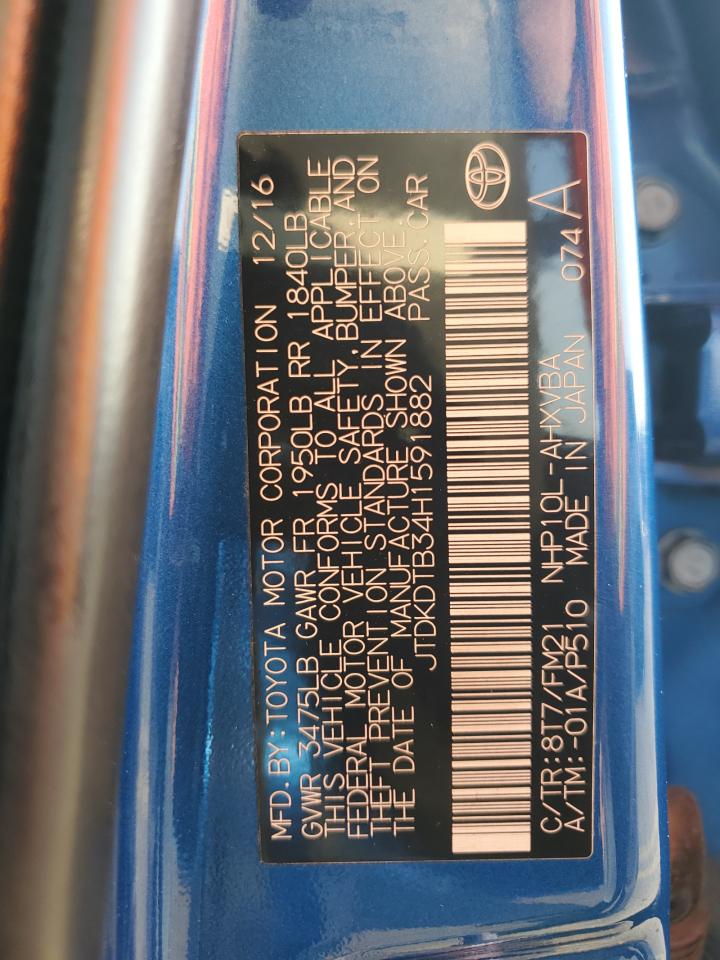 MFD. BY: TOYOTA MOTOR CORPORATION 12/16
GVWR 3475LB GAWR FR 1950LB RR 1840LB
THIS VEHICLE CONFORMS TO ALL APPLICABLE
FEDERAL MOTOR VEHICLE SAFETY, BUMPER, AND
THEFT PREVENTION STANDARDS IN EFFECT ON
THE DATE OF MANUFACTURE SHOWN ABOVE.
JTDKDTB34H1591882 PASS. CAR
C/TR: 8T7/FM21 NHP10L-AHXVBA 074A
A/TM: -01A/P510 MADE IN JAPAN